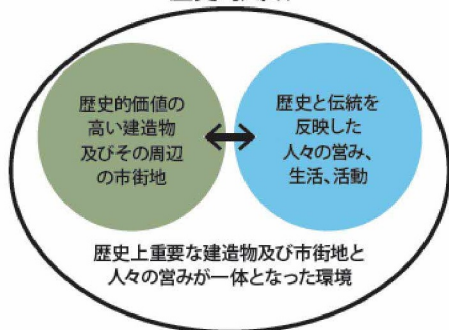 歴史的価値の
高い建造物
及びその周辺
の市街地
歴史と伝統を
反映した
人々の営み、
生活、活動
歴史上重要な建造物及び市街地と
人々の営みが一体となった環境